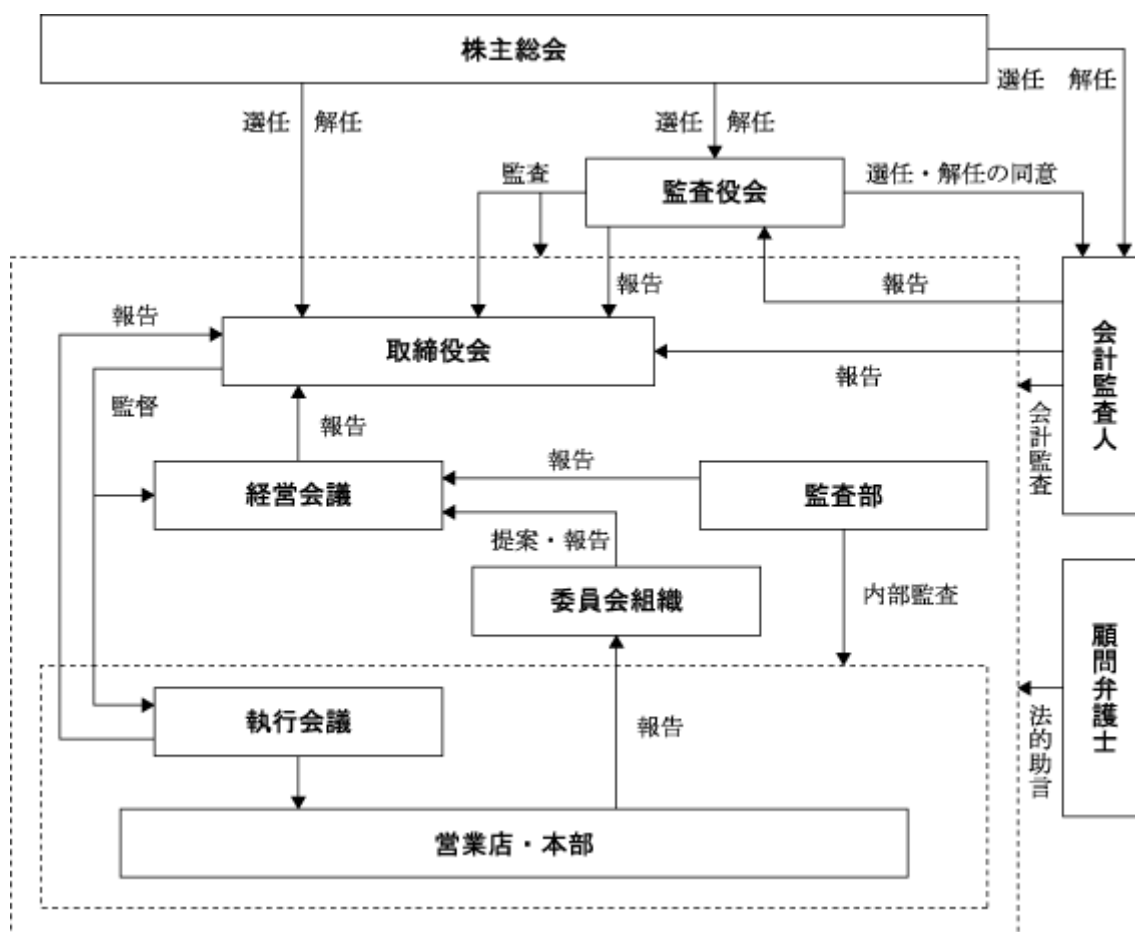 株主総会
選任 解任
選任 解任
選任 解任
監査
監査役会
選任・解任の同意
報告
報告
報告
取締役会
報告
会計監査人
監督
報告
会計監査
報告
経営会議
監査部
提案・報告
委員会組織
内部監査
顧問弁護士
執行会議
報告
法的助言
営業店・本部